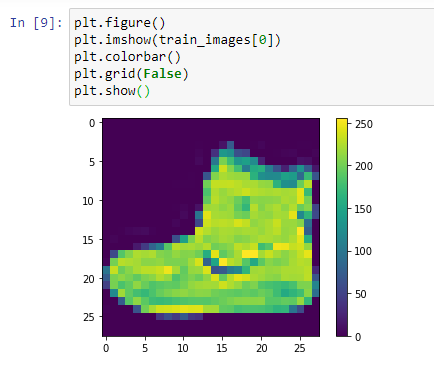 In [9]: plt.figure()
plt.imshow(train_images[0])
plt.colorbar()
plt.grid(False)
plt.show()
0
5
10
15
20
25
0 5 10 15 20 25
250
200
150
100
50
0